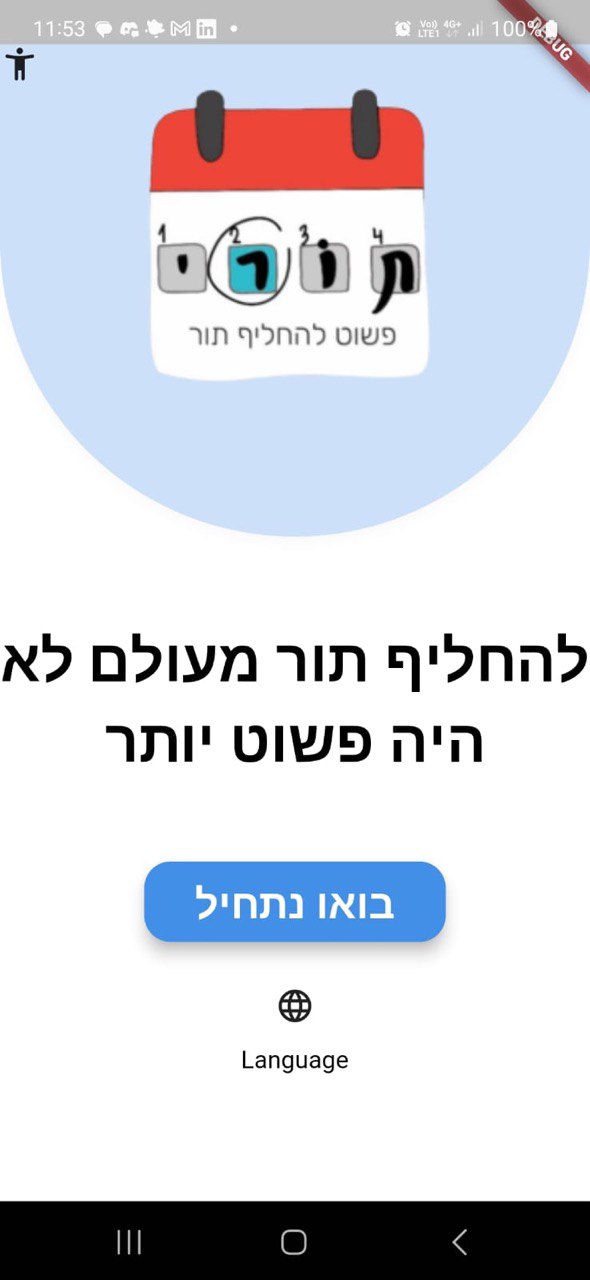 11:53
Vo)) 4G+
LTE1
100%
DEBUG
1 2 3 4
תורי
פשוט להחליף תור
להחליף תור מעולם לא
היה פשוט יותר
בואו נתחיל
Language